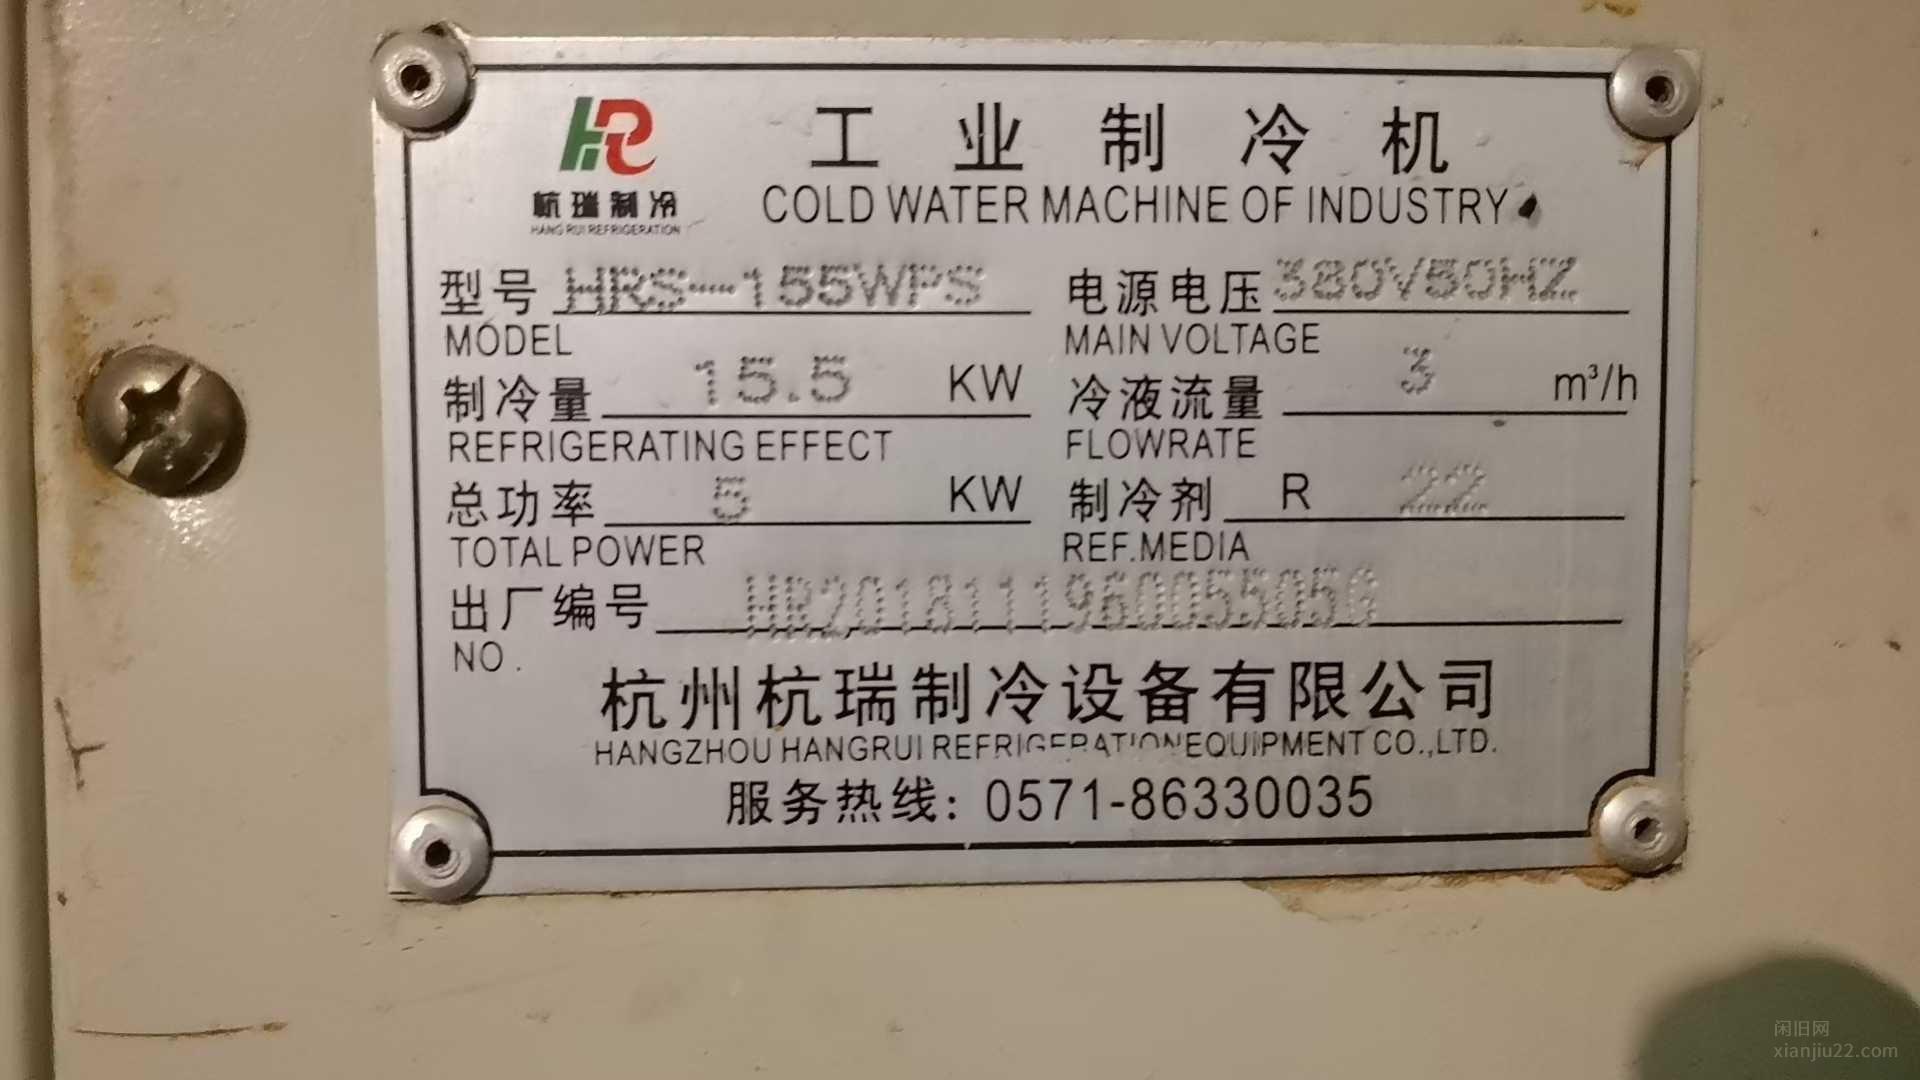 HR
杭瑞制冷
HANG RUI REFRIGERATION
工业制冷机
COLD WATER MACHINE OF INDUSTRY
型号 HRS-155WPS 电源电压 380V50HZ
MODEL MAIN VOLTAGE
制冷量 15.5 KW 冷液流量 3 m³/h
REFRIGERATING EFFECT FLOWRATE
总功率 5 KW 制冷剂 R 22
TOTAL POWER REF.MEDIA
出厂编号
NO.
杭州杭瑞制冷设备有限公司
HANGZHOU HANGRUI REFRIGERATION EQUIPMENT CO.,LTD.
服务热线: 0571-86330035
闲旧网
xianjiu22.com